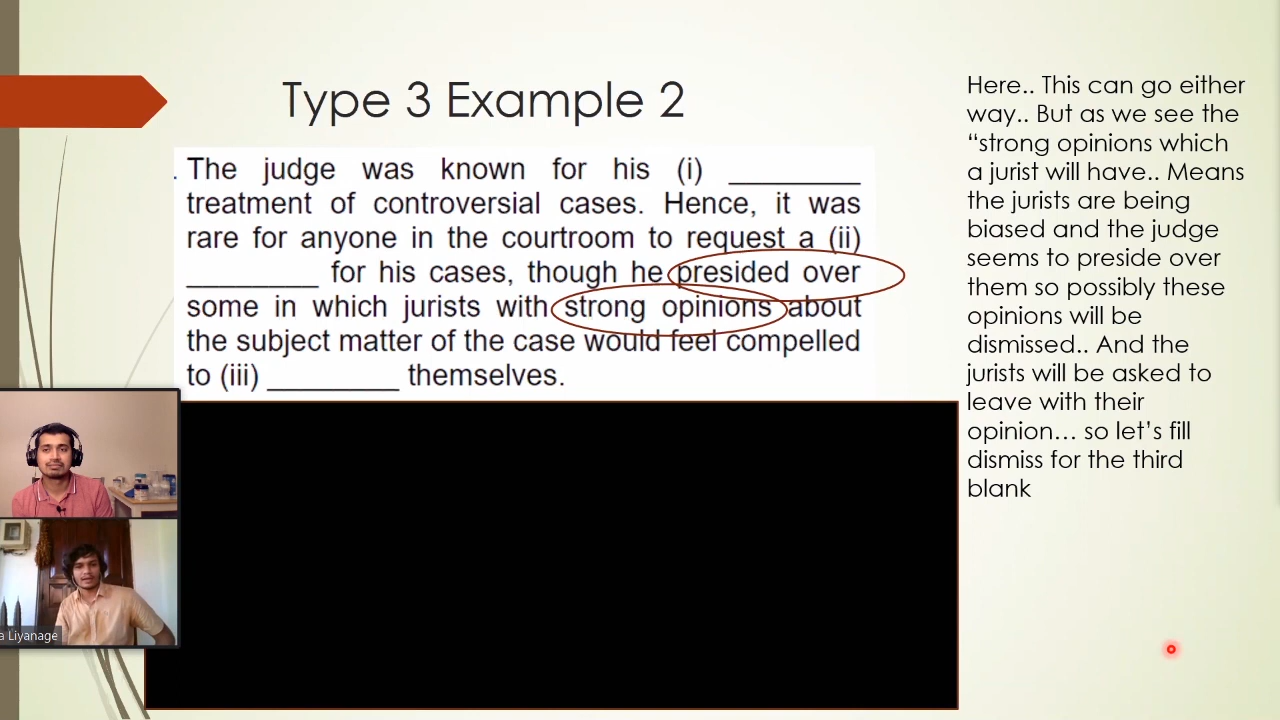 Type 3 Example 2
. The judge was known for his (i) ________
treatment of controversial cases. Hence, it was
rare for anyone in the courtroom to request a (ii)
________ for his cases, though he presided over
some in which jurists with strong opinions about
the subject matter of the case would feel compelled
to (iii) ________ themselves.
Here.. This can go either
way.. But as we see the
“strong opinions which
a jurist will have.. Means
the jurists are being
biased and the judge
seems to preside over
them so possibly these
opinions will be
dismissed.. And the
jurists will be asked to
leave with their
opinion… so let’s fill
dismiss for the third
blank
a Liyanage